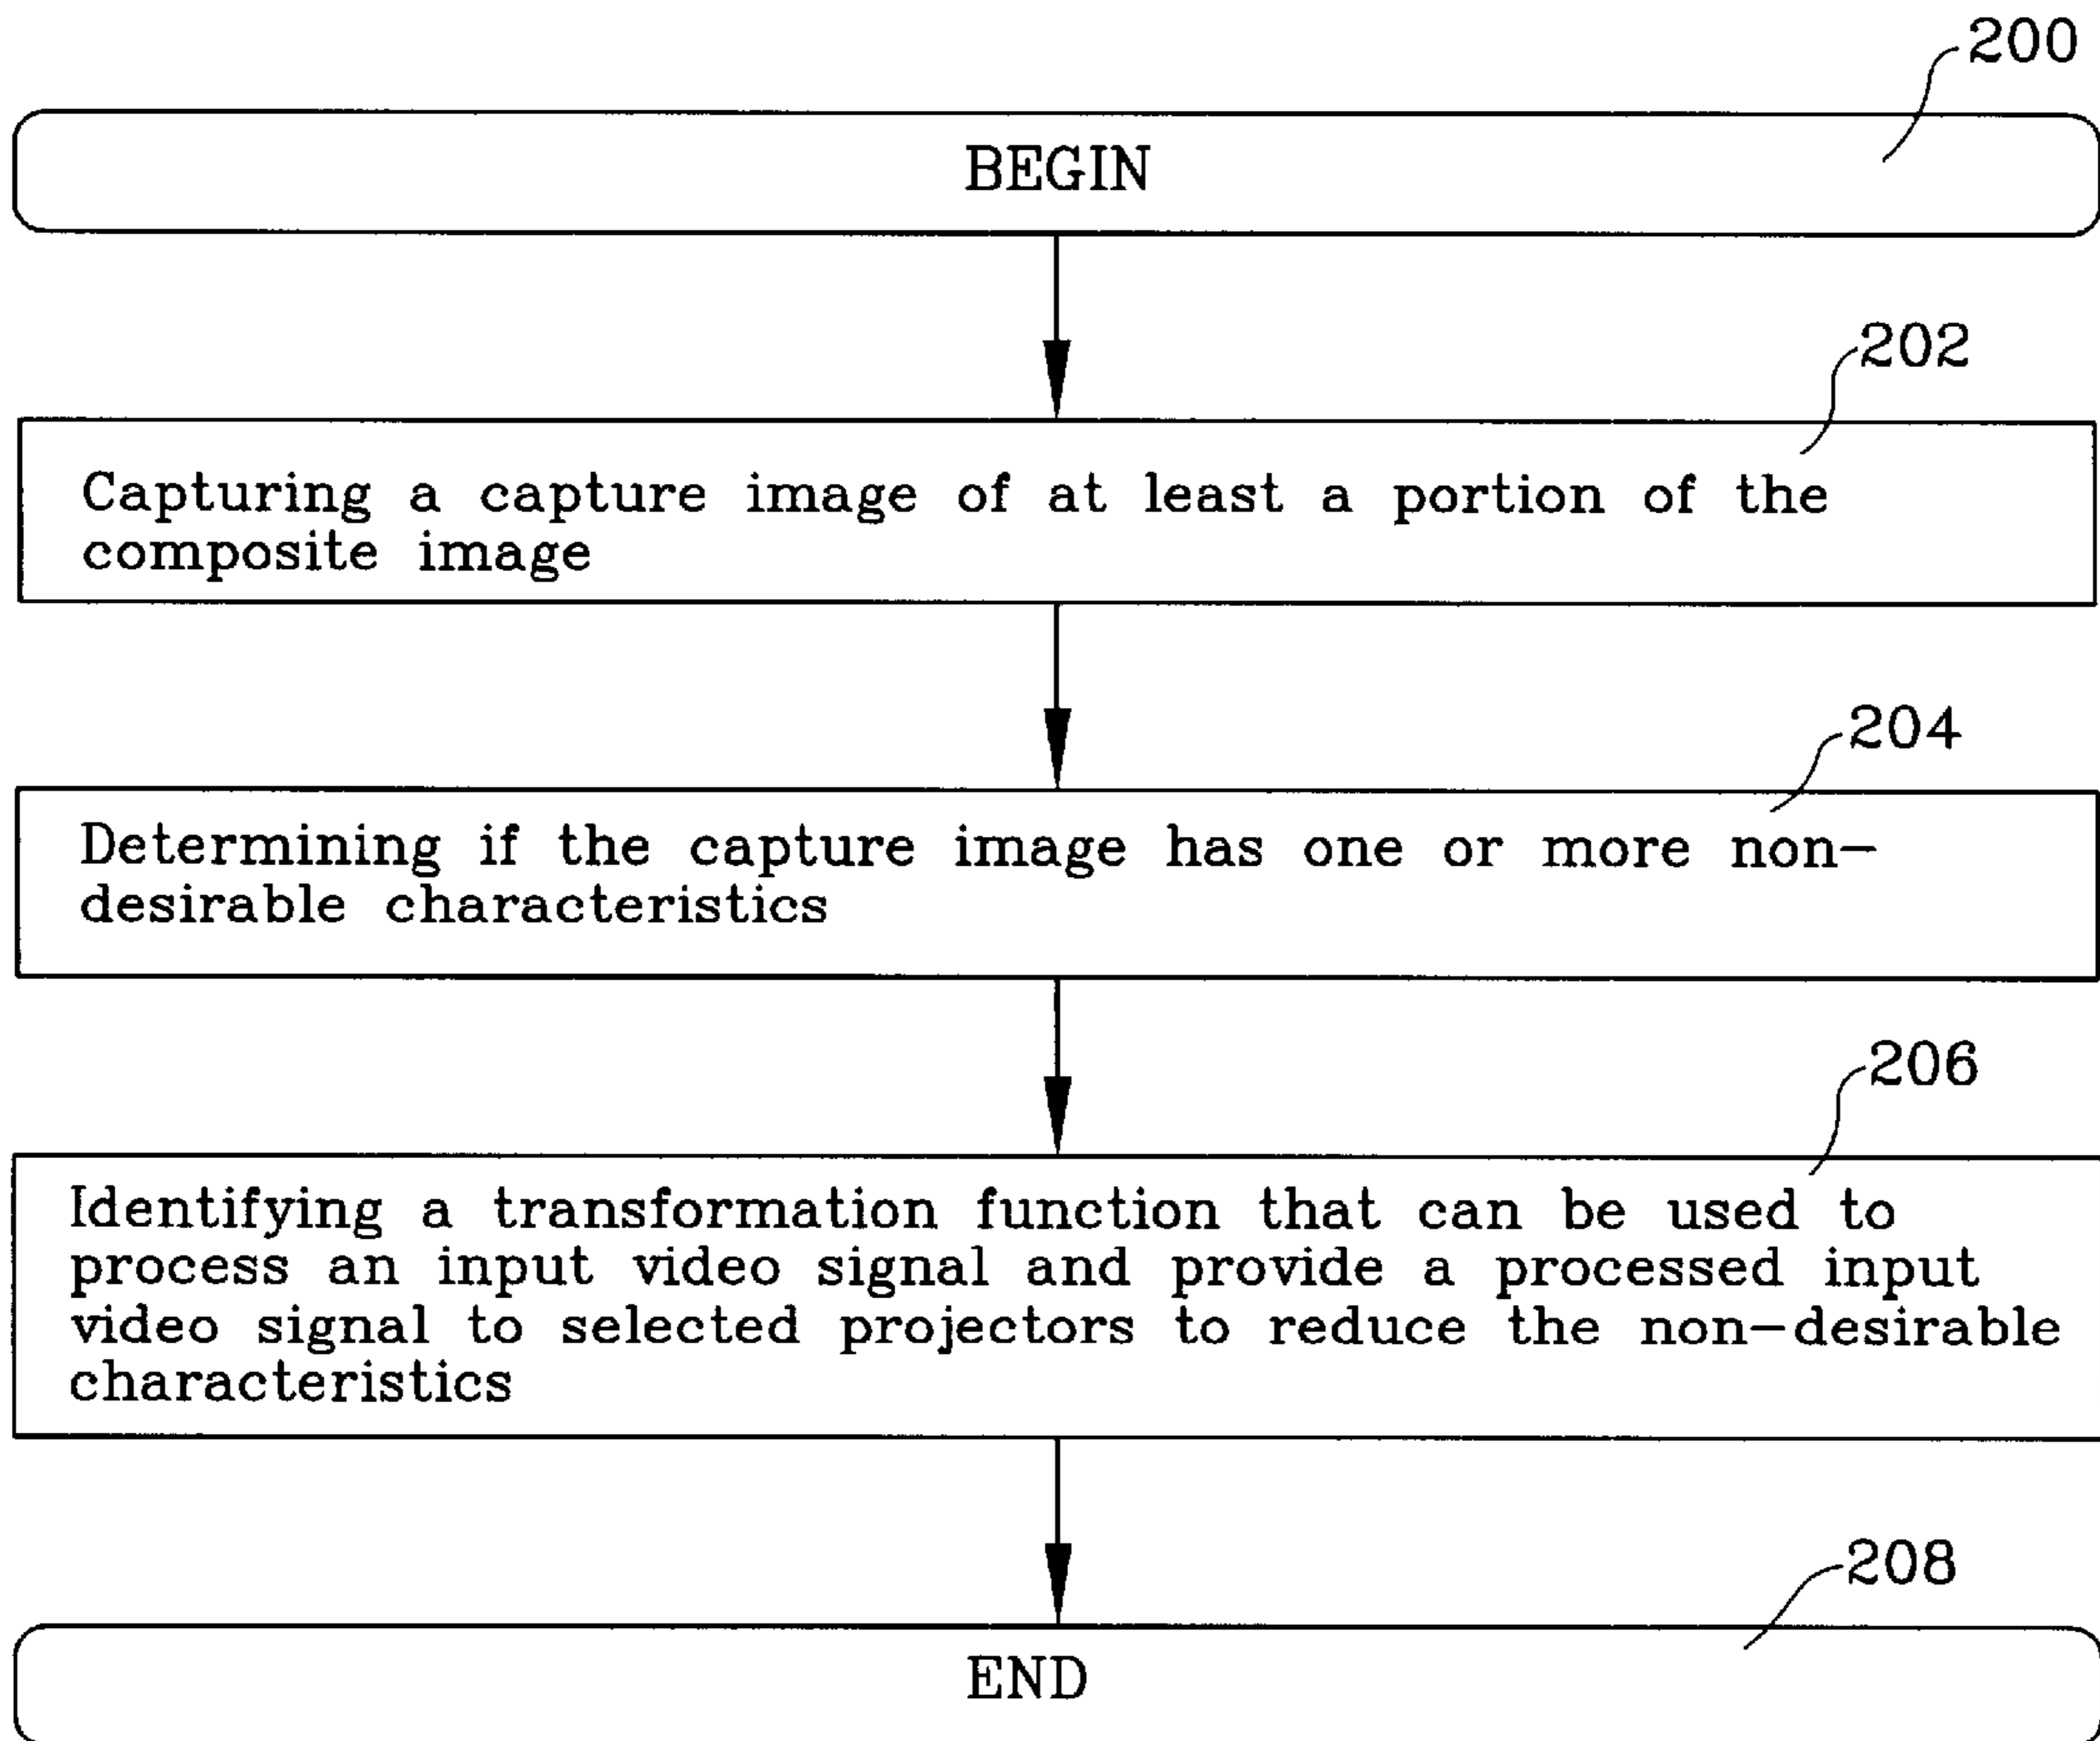 200
BEGIN
202
Capturing a capture image of at least a portion of the
composite image
204
Determining if the capture image has one or more non-
desirable characteristics
206
Identifying a transformation function that can be used to
process an input video signal and provide a processed input
video signal to selected projectors to reduce the non-desirable
characteristics
208
END